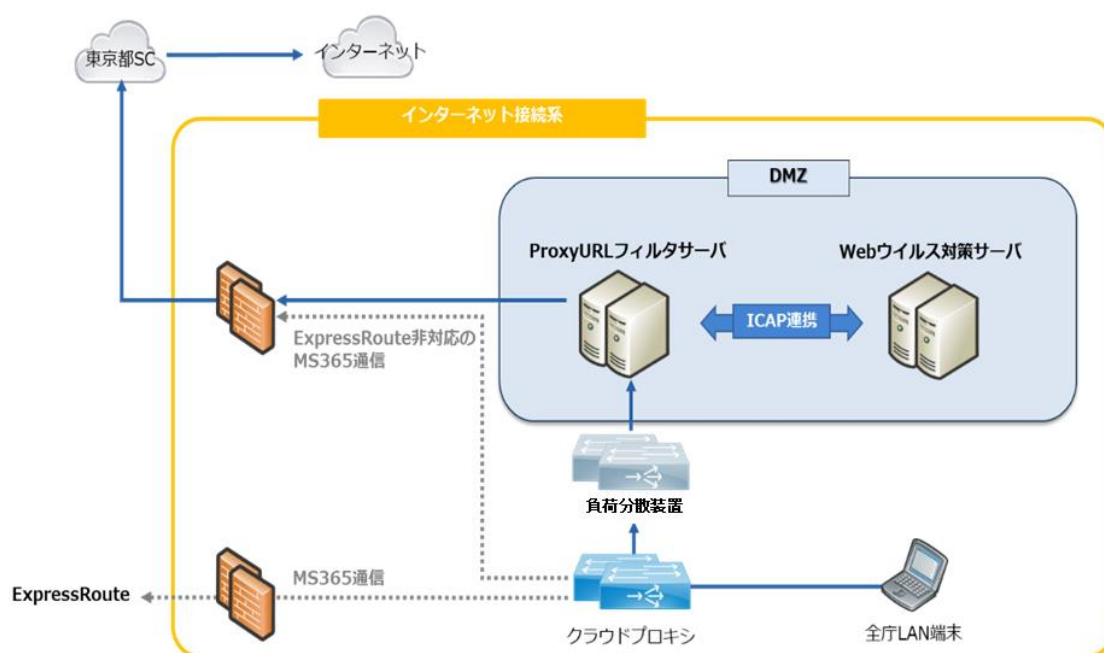 東京都SC
インターネット
インターネット接続系
DMZ
ProxyURLフィルタサーバ
Webウイルス対策サーバ
ICAP連携
ExpressRoute非対応の
MS365通信
負荷分散装置
MS365通信
ExpressRoute
クラウドプロキシ
全庁LAN端末